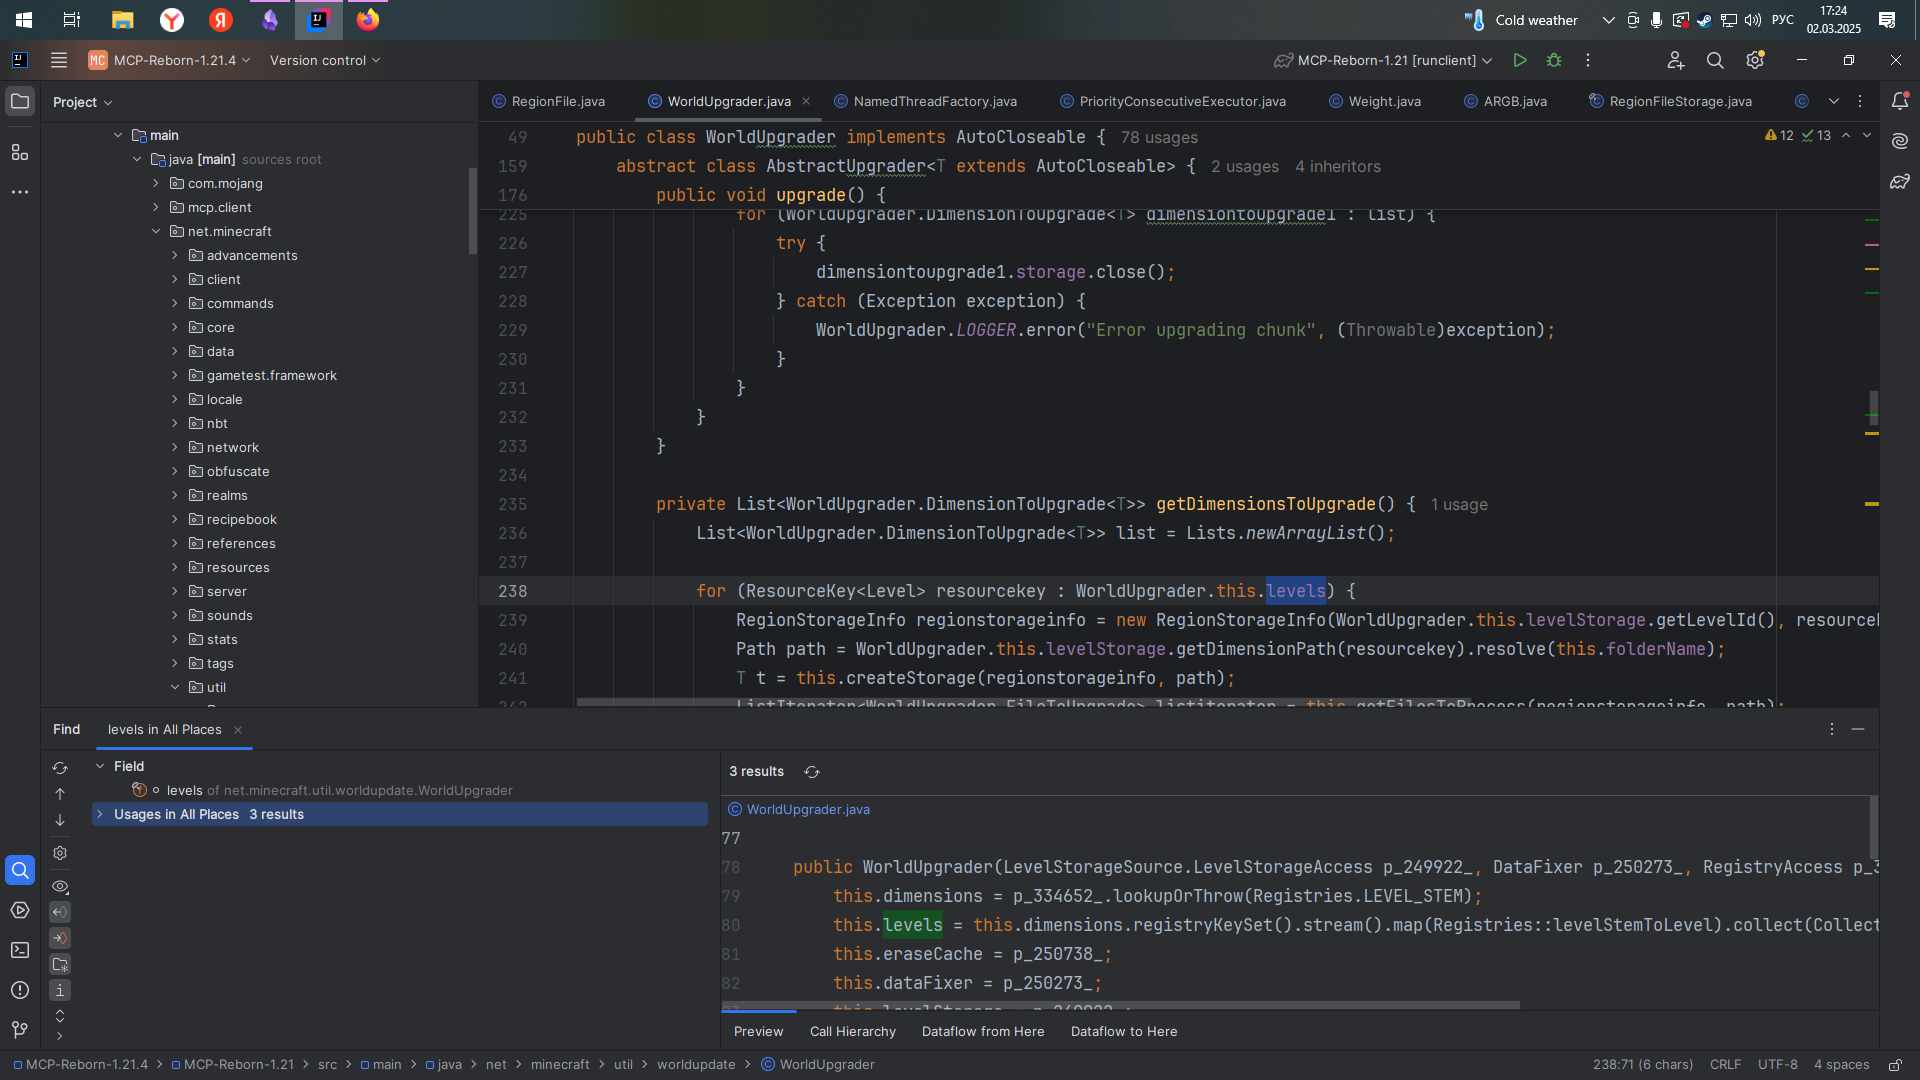 Cold weather
РУС
17:24
02.03.2025
MC
MCP-Reborn-1.21.4
Version control
MCP-Reborn-1.21 [runclient]
Project
RegionFile.java
WorldUpgrader.java
NamedThreadFactory.java
PriorityConsecutiveExecutor.java
Weight.java
ARGB.java
RegionFileStorage.java
main
java [main] sources root
com.mojang
mcp.client
net.minecraft
advancements
client
commands
core
data
gametest.framework
locale
nbt
network
obfuscate
realms
recipebook
references
resources
server
sounds
stats
tags
util
12 13
49 public class WorldUpgrader implements AutoCloseable { 78 usages
159 abstract class AbstractUpgrader<T extends AutoCloseable> { 2 usages 4 inheritors
176 public void upgrade() {
225 for (WorldUpgrader.DimensionToUpgrade<T> dimensiontoupgrade1 : list) {
226 try {
227 dimensiontoupgrade1.storage.close();
228 } catch (Exception exception) {
229 WorldUpgrader.LOGGER.error("Error upgrading chunk", (Throwable)exception);
230 }
231 }
232 }
233 }
234
235 private List<WorldUpgrader.DimensionToUpgrade<T>> getDimensionsToUpgrade() { 1 usage
236 List<WorldUpgrader.DimensionToUpgrade<T>> list = Lists.newArrayList();
237
238 for (ResourceKey<Level> resourcekey : WorldUpgrader.this.levels) {
239 RegionStorageInfo regionstorageinfo = new RegionStorageInfo(WorldUpgrader.this.levelStorage.getLevelId(), resourcek
240 Path path = WorldUpgrader.this.levelStorage.getDimensionPath(resourcekey).resolve(this.folderName);
241 T t = this.createStorage(regionstorageinfo, path);
242 ListIterator<WorldUpgrader.FileToUpgrade> listiterator = this.getFilesToProcess(regionstorageinfo, path);
Find
levels in All Places
Field
levels of net.minecraft.util.worldupdate.WorldUpgrader
Usages in All Places 3 results
3 results
WorldUpgrader.java
77
78 public WorldUpgrader(LevelStorageSource.LevelStorageAccess p_249922_, DataFixer p_250273_, RegistryAccess p_3
79 this.dimensions = p_334652_.lookupOrThrow(Registries.LEVEL_STEM);
80 this.levels = this.dimensions.registryKeySet().stream().map(Registries::levelStemToLevel).collect(Collect
81 this.eraseCache = p_250738_;
82 this.dataFixer = p_250273_;
83 this.levelStorage = p_249922_;
Preview
Call Hierarchy
Dataflow from Here
Dataflow to Here
MCP-Reborn-1.21.4 > MCP-Reborn-1.21 > src > main > java > net > minecraft > util > worldupdate > WorldUpgrader
238:71 (6 chars)
CRLF
UTF-8
4 spaces